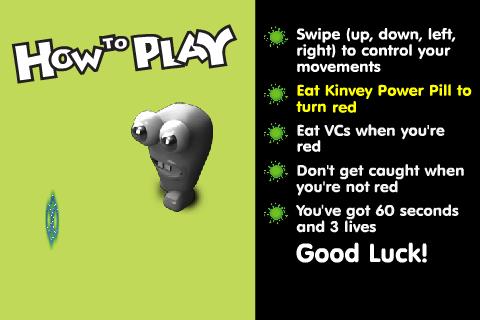 HOW TO PLAY
Swipe (up, down, left,
right) to control your
movements
Eat Kinvey Power Pill to
turn red
Eat VCs when you're
red
Don't get caught when
you're not red
You've got 60 seconds
and 3 lives
Good Luck!